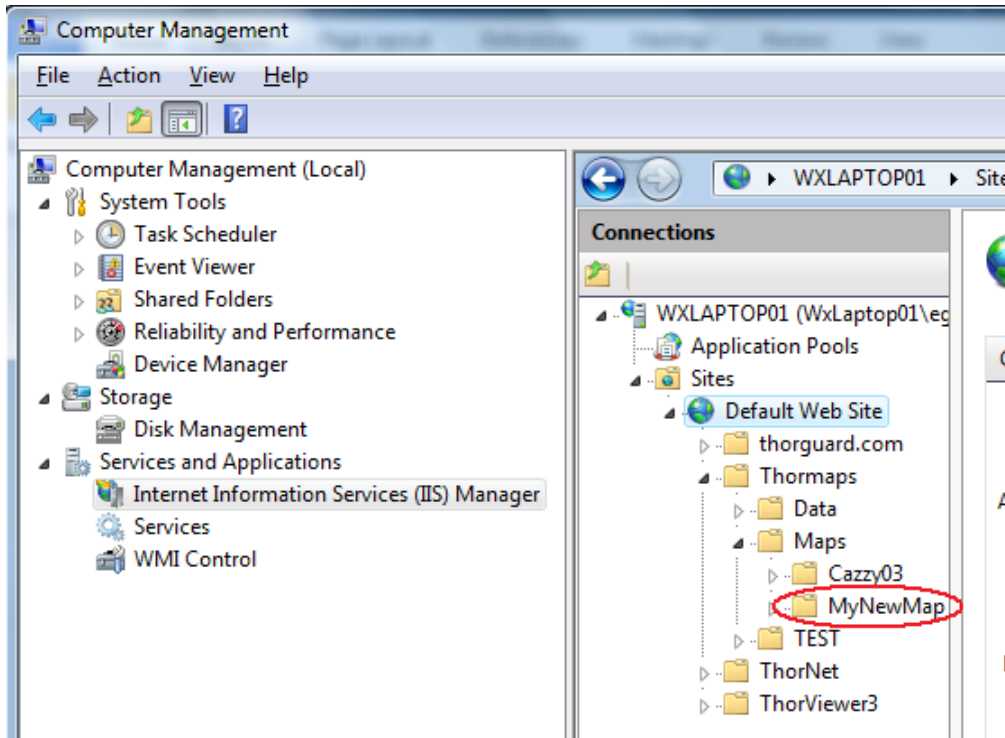 Computer Management
File Action View Help
Computer Management (Local)
System Tools
Task Scheduler
Event Viewer
Shared Folders
Reliability and Performance
Device Manager
Storage
Disk Management
Services and Applications
Internet Information Services (IIS) Manager
Services
WMI Control
WXLAPTOP01 Site
Connections
WXLAPTOP01 (WxLaptop01\eg
Application Pools
Sites
Default Web Site
thorguard.com
Thormaps
Data
Maps
Cazzy03
MyNewMap
TEST
ThorNet
ThorViewer3